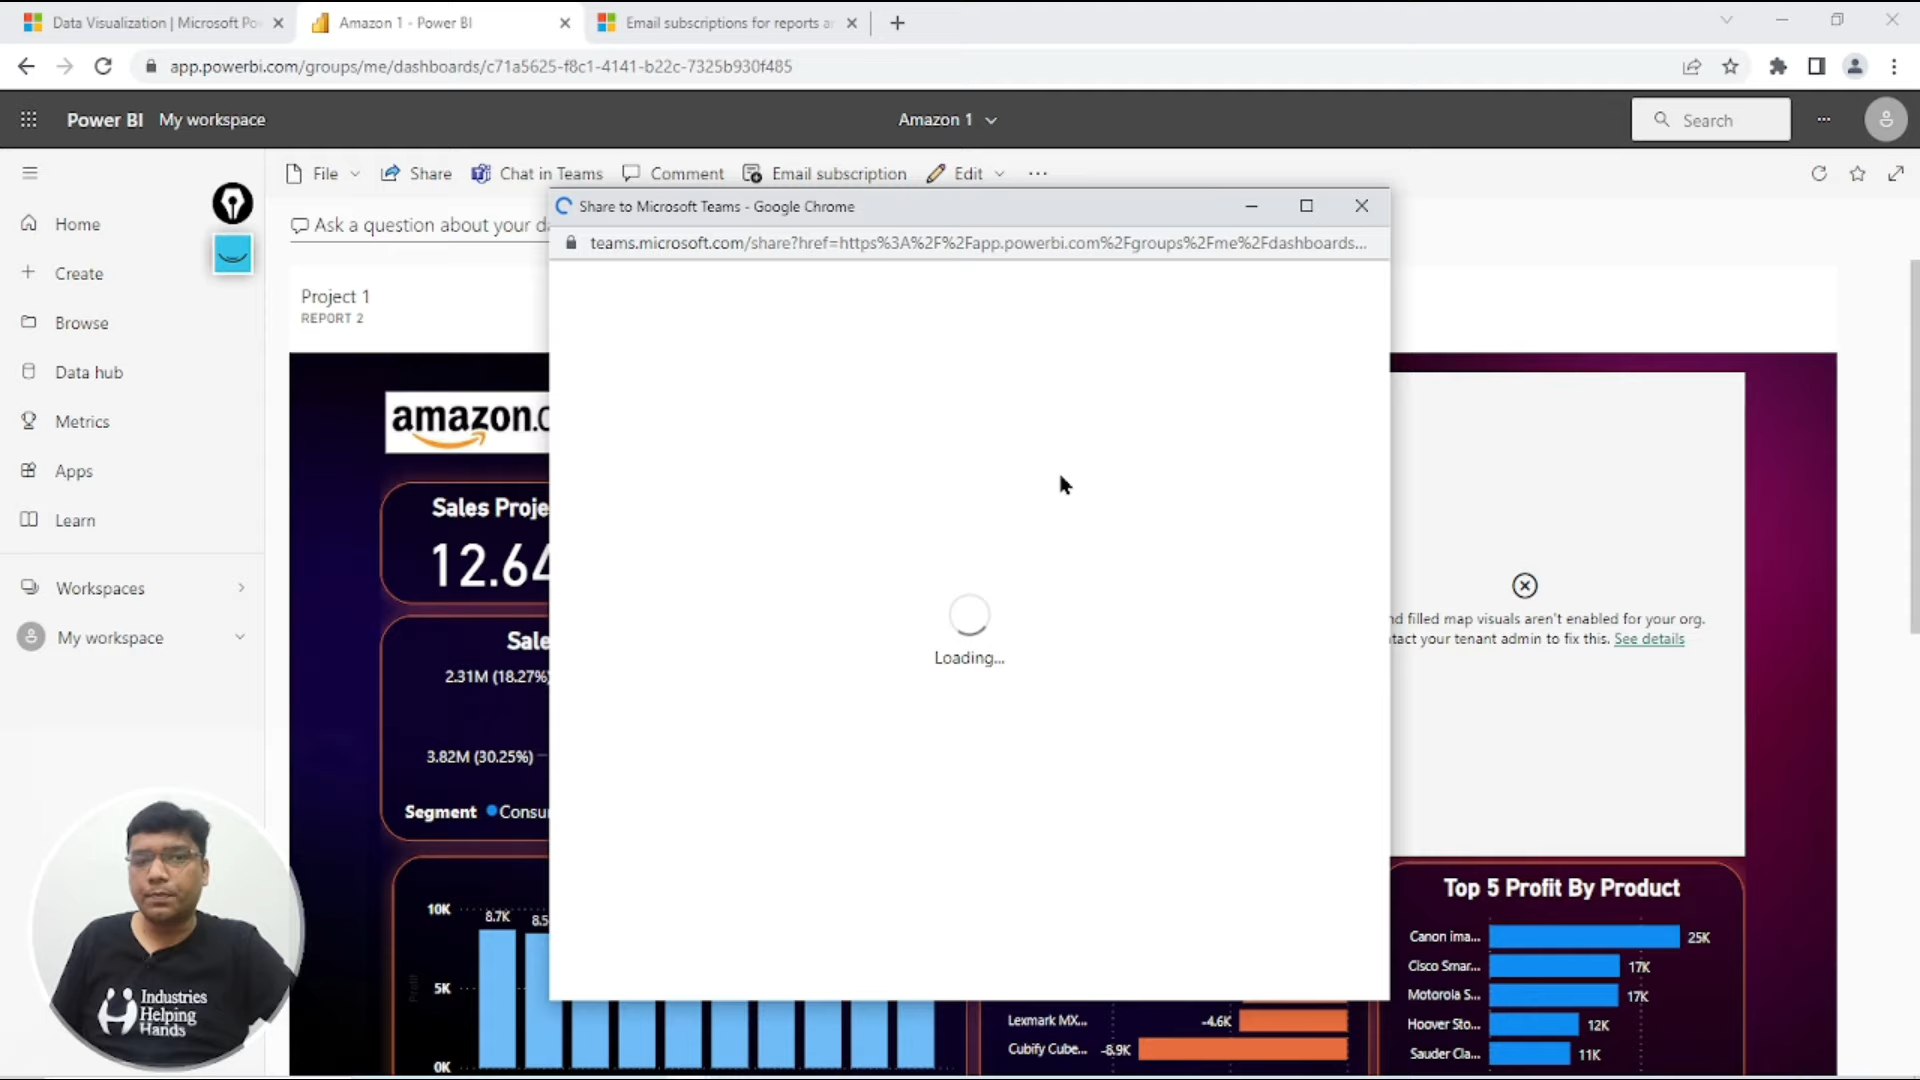 Data Visualization | Microsoft Po
Amazon 1 - Power BI
Email subscriptions for reports a
app.powerbi.com/groups/me/dashboards/c71a5625-f8c1-4141-b22c-7325b930f485
Power BI My workspace
Amazon 1
Search
File Share Chat in Teams Comment Email subscription Edit
Share to Microsoft Teams - Google Chrome
teams.microsoft.com/share?href=https%3A%2F%2Fapp.powerbi.com%2Fgroups%2Fme%2Fdashboards...
Loading...
Home
Create
Browse
Data hub
Metrics
Apps
Learn
Workspaces
My workspace
Ask a question about your d
Project 1
REPORT 2
amazon.c
Sales Proje
12.64
Sale
2.31M (18.27%)
3.82M (30.25%)
Segment Consu
10K
8.7K
8.5
5K
0K
Profit
Lexmark MX... -4.6K
Cubify Cube... -8.9K
nd filled map visuals aren't enabled for your org.
tact your tenant admin to fix this. See details
Top 5 Profit By Product
Canon ima... 25K
Cisco Smar... 17K
Motorola S... 17K
Hoover Sto... 12K
Sauder Cla... 11K
Industries
Helping
Hands